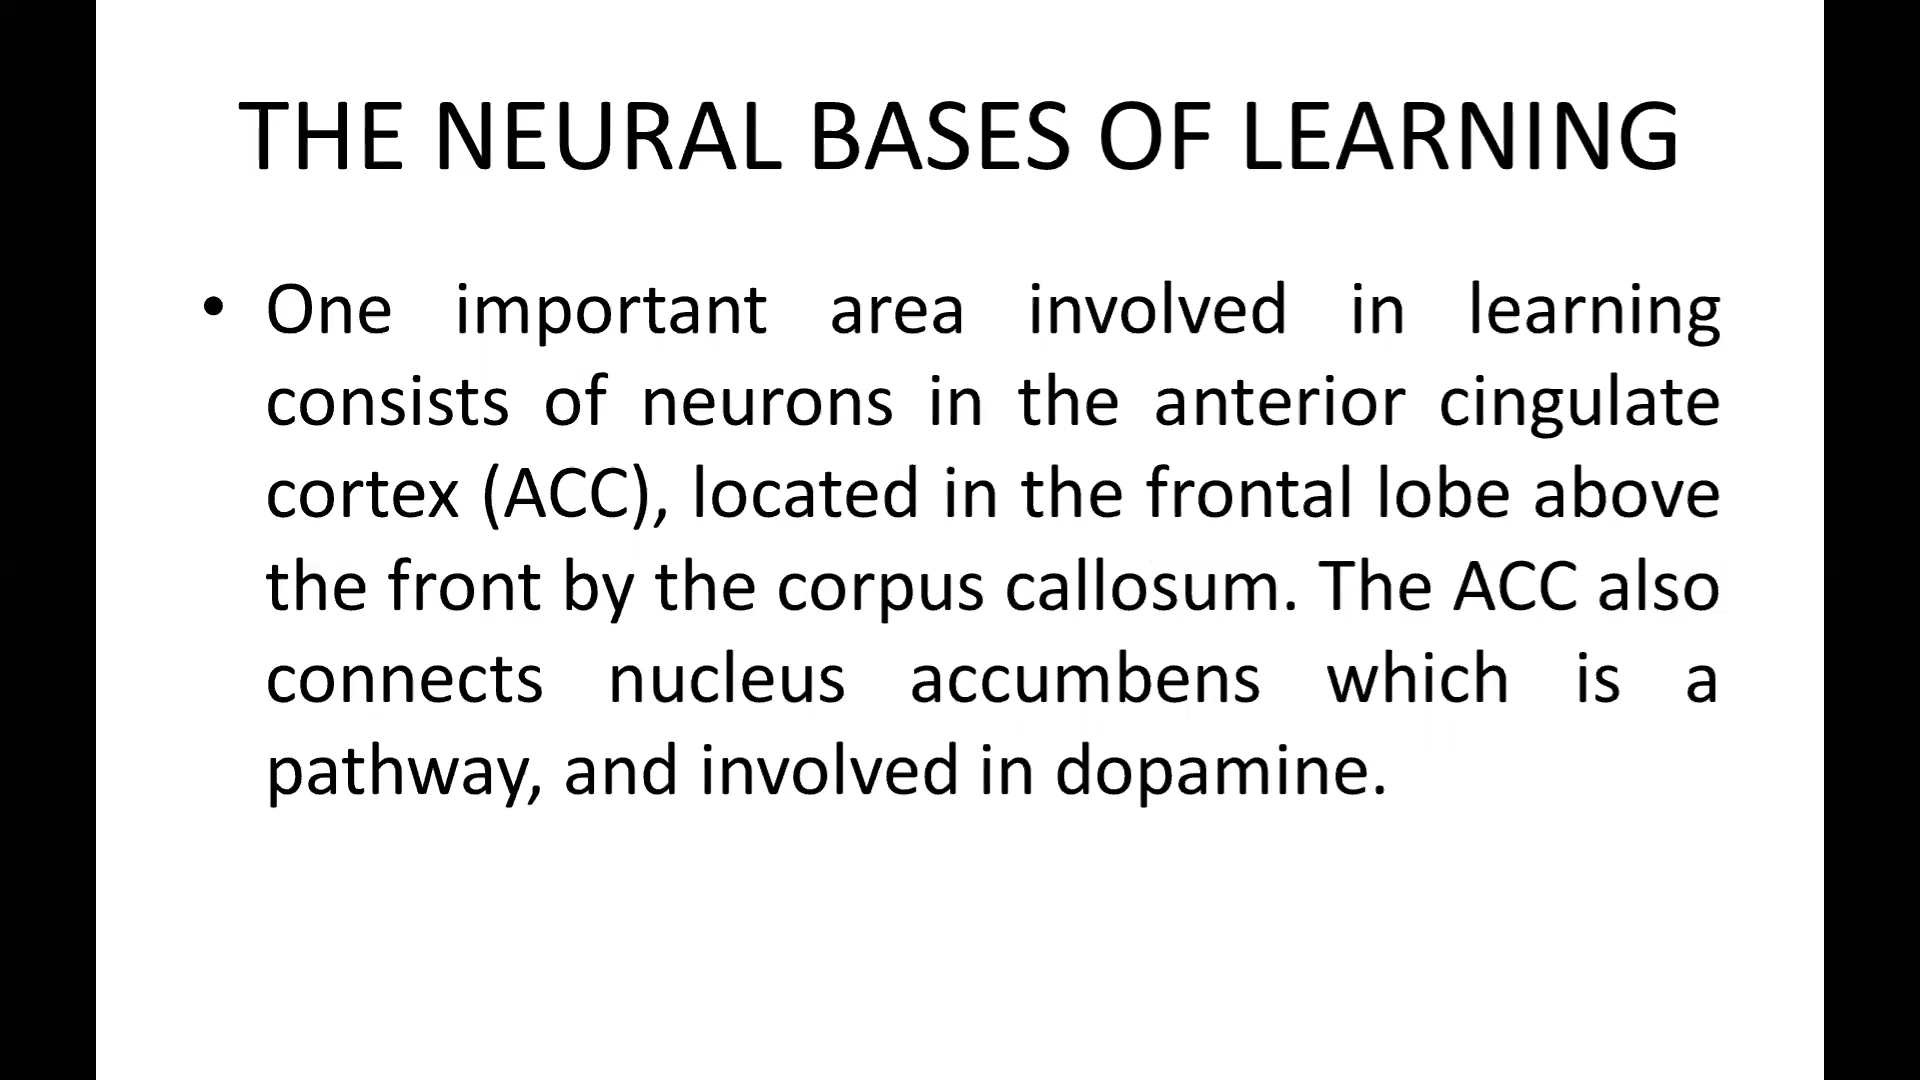 THE NEURAL BASES OF LEARNING
• One important area involved in learning
consists of neurons in the anterior cingulate
cortex (ACC), located in the frontal lobe above
the front by the corpus callosum. The ACC also
connects nucleus accumbens which is a
pathway, and involved in dopamine.